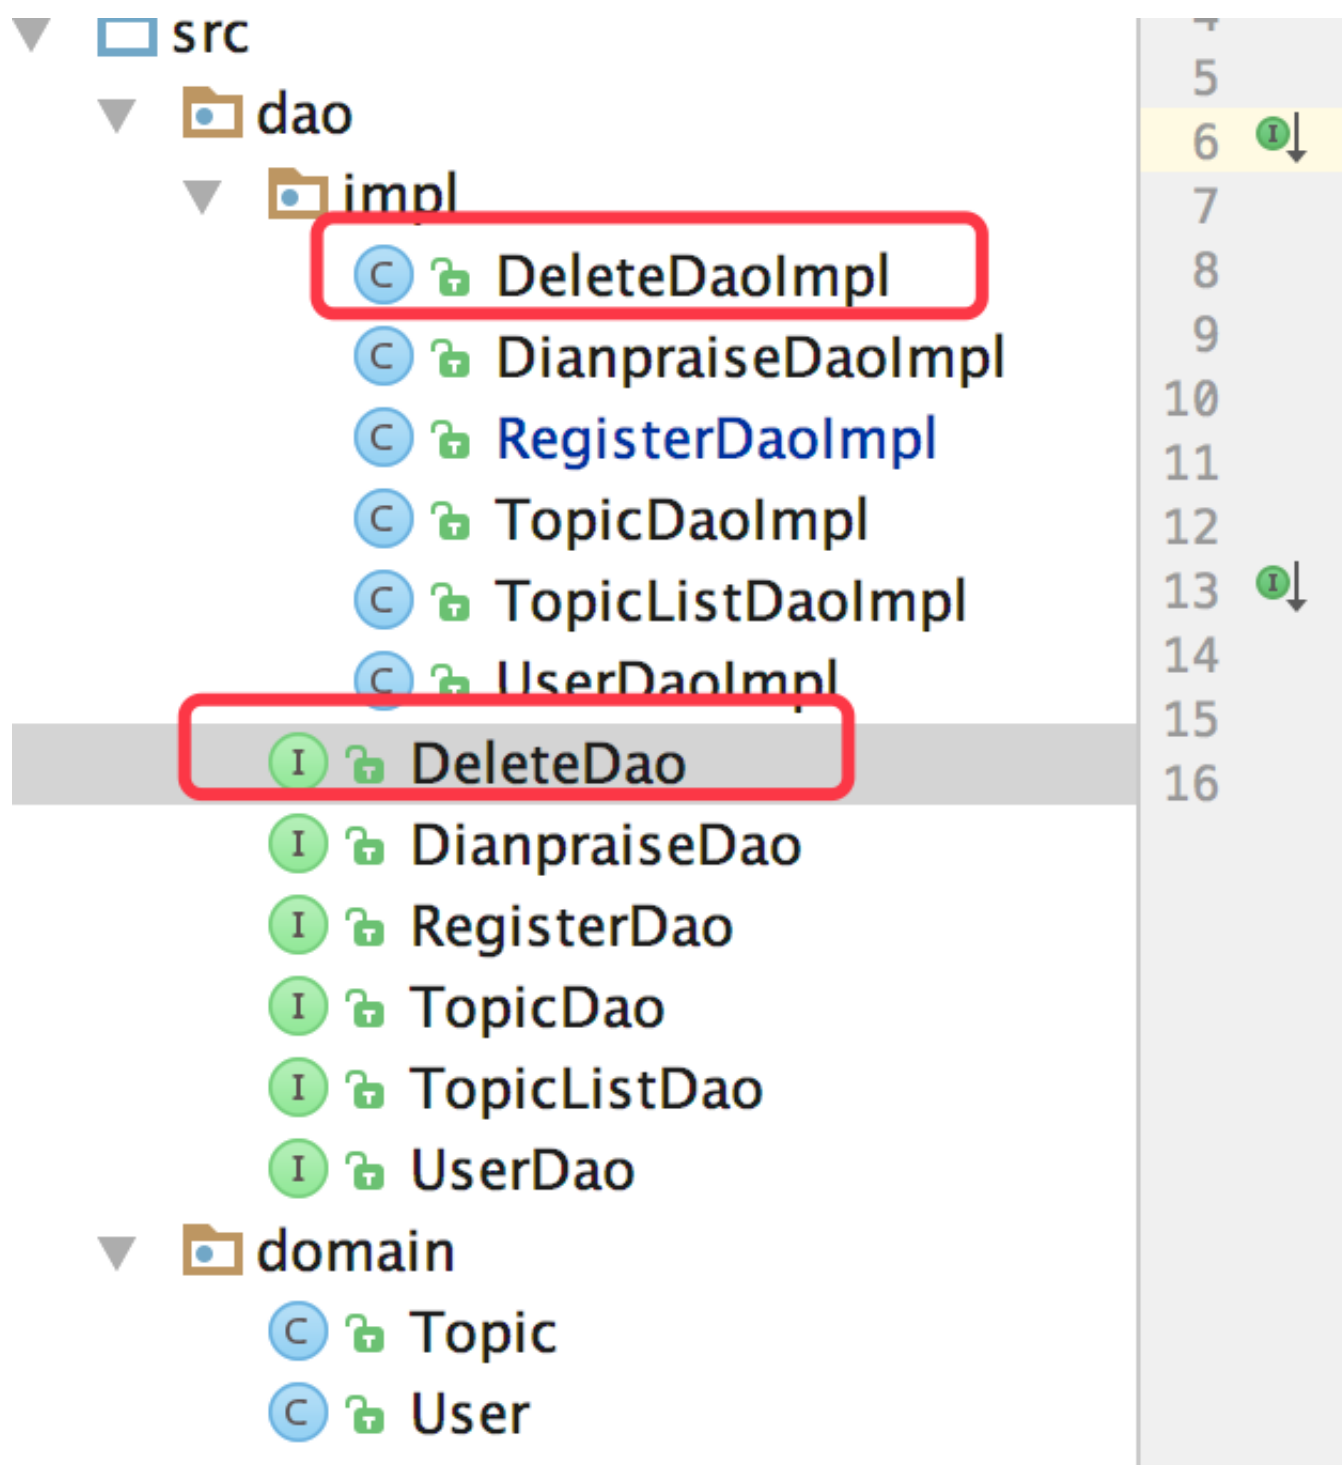 src
dao
impl
DeleteDaoImpl
DianpraiseDaoImpl
RegisterDaoImpl
TopicDaoImpl
TopicListDaoImpl
UserDaoImpl
DeleteDao
DianpraiseDao
RegisterDao
TopicDao
TopicListDao
UserDao
domain
Topic
User
4
5
6
7
8
9
10
11
12
13
14
15
16